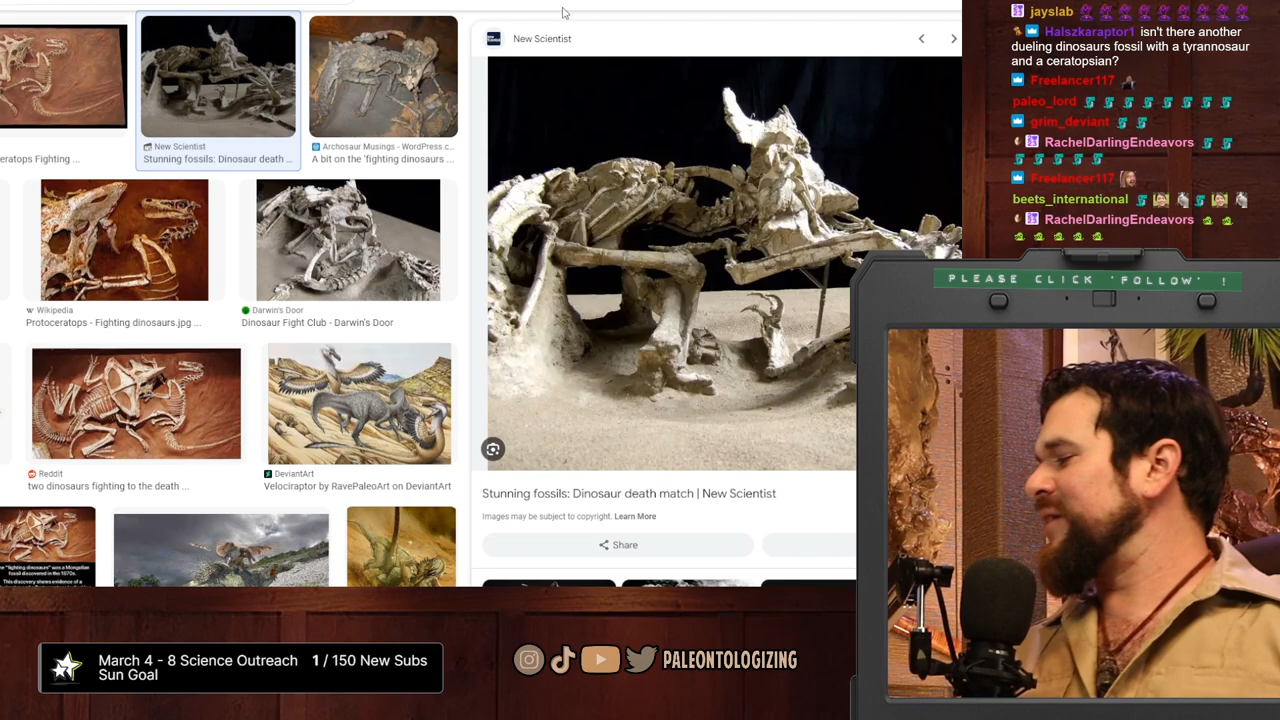 eratops Fighting ...
New Scientist
Stunning fossils: Dinosaur death ...
Archosaur Musings - WordPress.c...
A bit on the 'fighting dinosaurs ...
Wikipedia
Protoceratops - Fighting dinosaurs.jpg ...
Darwin's Door
Dinosaur Fight Club - Darwin's Door
Reddit
two dinosaurs fighting to the death ...
DeviantArt
Velociraptor by RavePaleoArt on DeviantArt
New Scientist
Stunning fossils: Dinosaur death match | New Scientist
Images may be subject to copyright. Learn More
Share
jayslab
Halszkaraptor1 isn't there another
dueling dinosaurs fossil with a tyrannosaur
and a ceratopsian?
Freelancer117
paleo_lord
grim_deviant
RachelDarlingEndeavors
Freelancer117
beets_international
RachelDarlingEndeavors
PLEASE CLICK 'FOLLOW' !
March 4 - 8 Science Outreach 1 / 150 New Subs
Sun Goal
PALEONTOLOGIZING